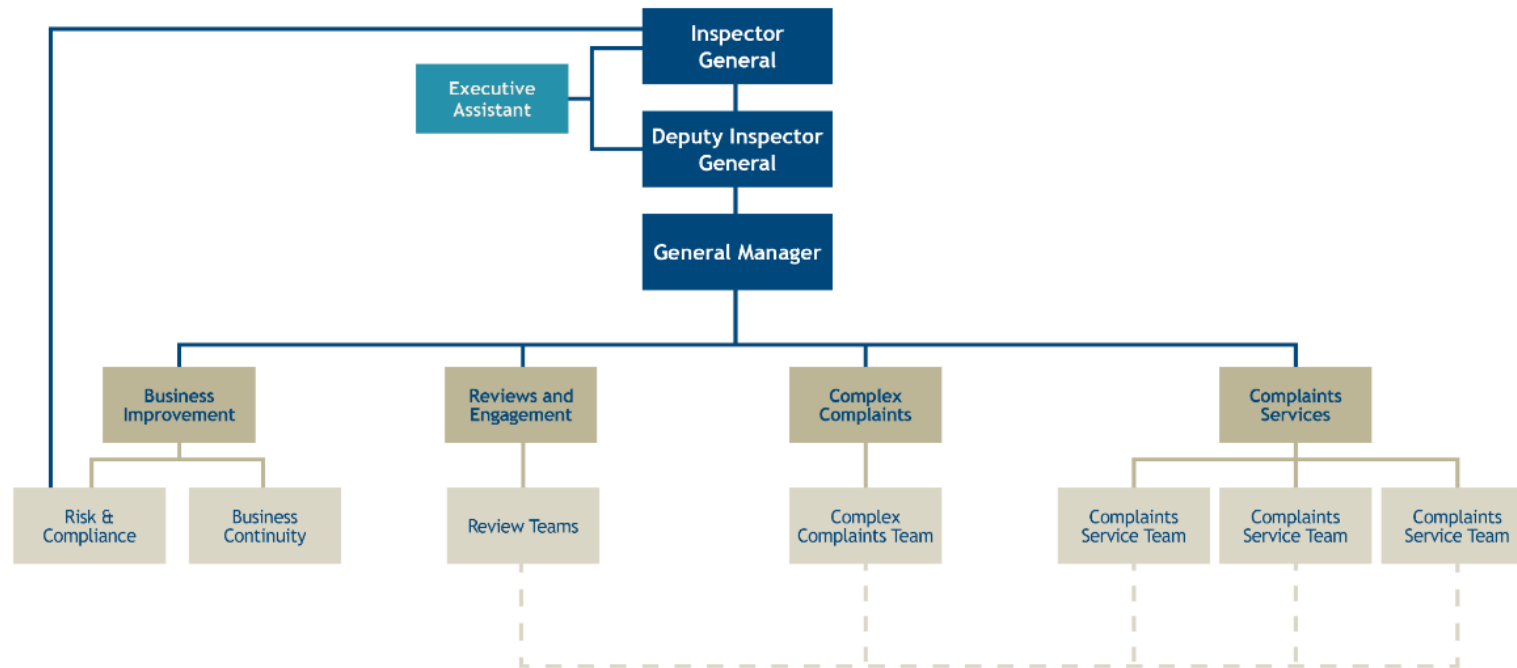 Inspector
General
Executive
Assistant
Deputy Inspector
General
General Manager
Business
Improvement
Reviews and
Engagement
Complex
Complaints
Complaints
Services
Risk &
Compliance
Business
Continuity
Review Teams
Complex
Complaints Team
Complaints
Service Team
Complaints
Service Team
Complaints
Service Team